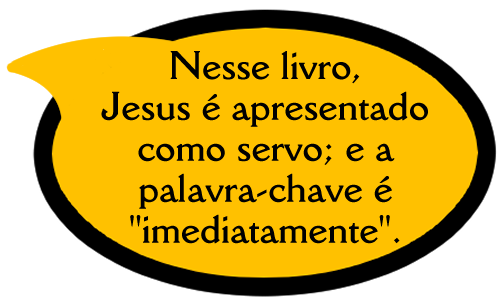 Nesse livro,
Jesus é apresentado
como servo; e a
palavra-chave é
"imediatamente".